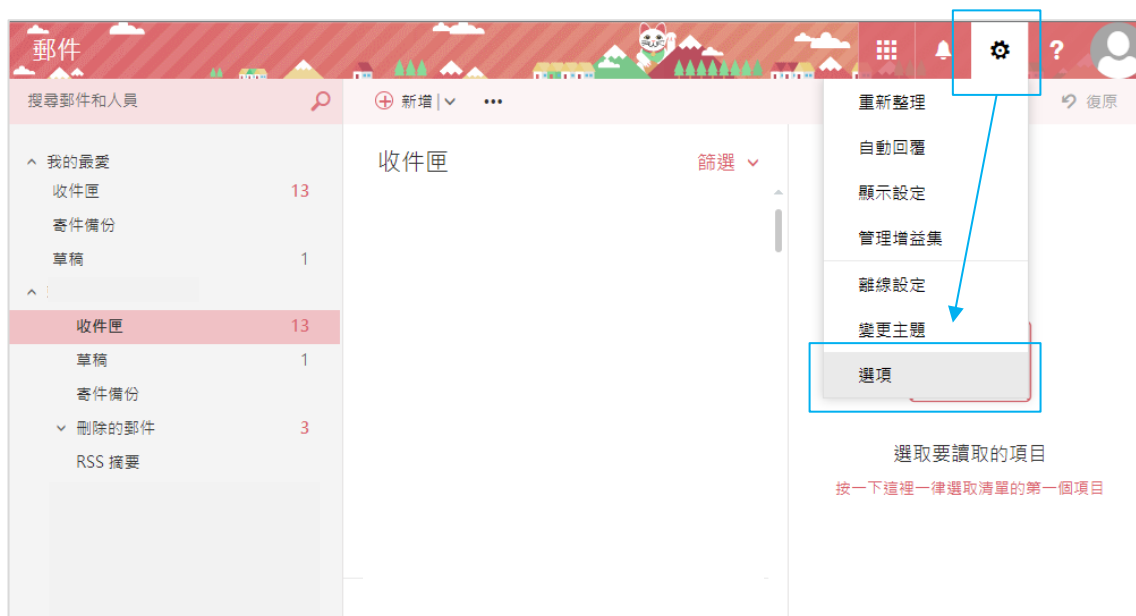 郵件
?
搜尋郵件和人員
新增
•••
復原
我的最愛
收件匣 13
寄件備份
草稿 1
收件匣 13
草稿 1
寄件備份
刪除的郵件 3
RSS 摘要
收件匣
篩選
重新整理
自動回覆
顯示設定
管理增益集
離線設定
變更主題
選項
選取要讀取的項目
按一下這裡一律選取清單的第一個項目